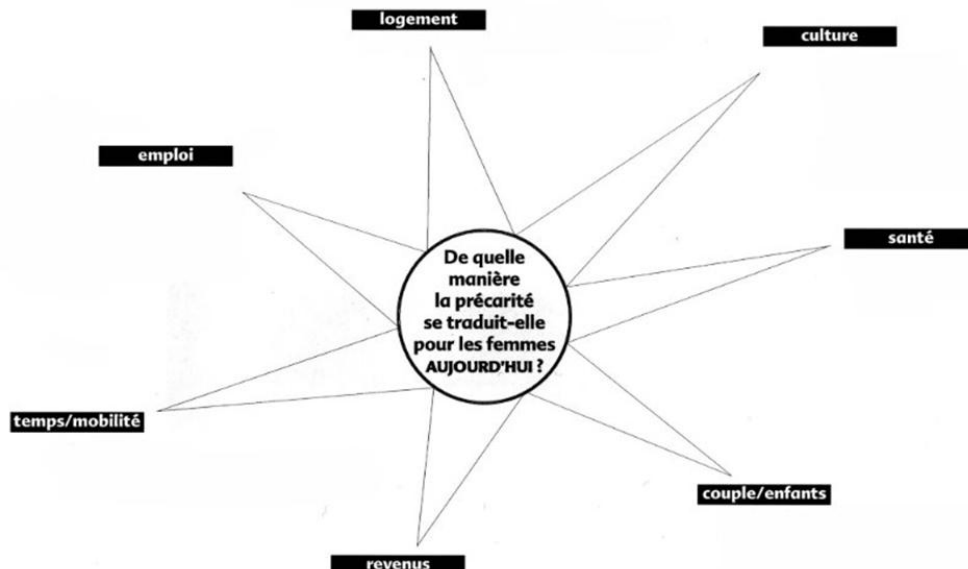 logement
culture
emploi
santé
De quelle
manière
la précarité
se traduit-elle
pour les femmes
AUJOURD'HUI ?
temps/mobilité
couple/enfants
revenus